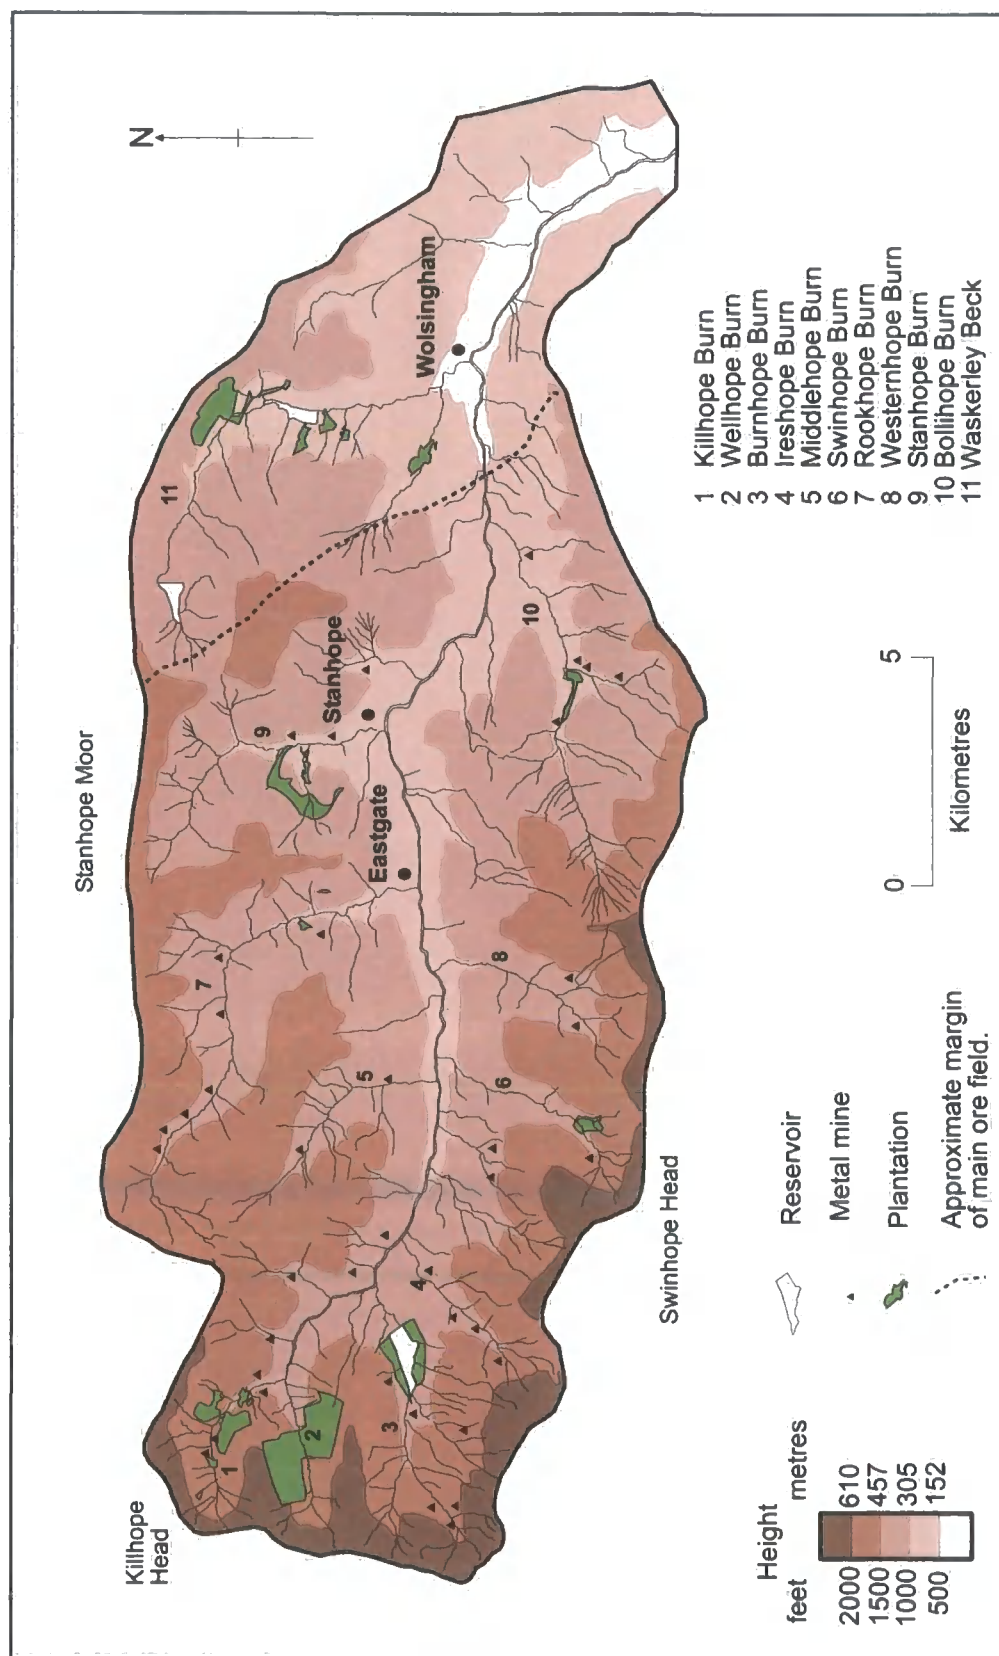 N
Stanhope Moor
Killhope
Head
Wolsingham
Stanhope
Eastgate
Swinhope Head
1
2
3
4
5
6
7
8
9
10
11
1 Killhope Burn
2 Wellhope Burn
3 Burnhope Burn
4 Ireshope Burn
5 Middlehope Burn
6 Swinhope Burn
7 Rookhope Burn
8 Westernhope Burn
9 Stanhope Burn
10 Bollihope Burn
11 Waskerley Beck
Height
feet metres
2000 610
1500 457
1000 305
500 152
Reservoir
Metal mine
Plantation
Approximate margin
of main ore field.
0 5
Kilometres